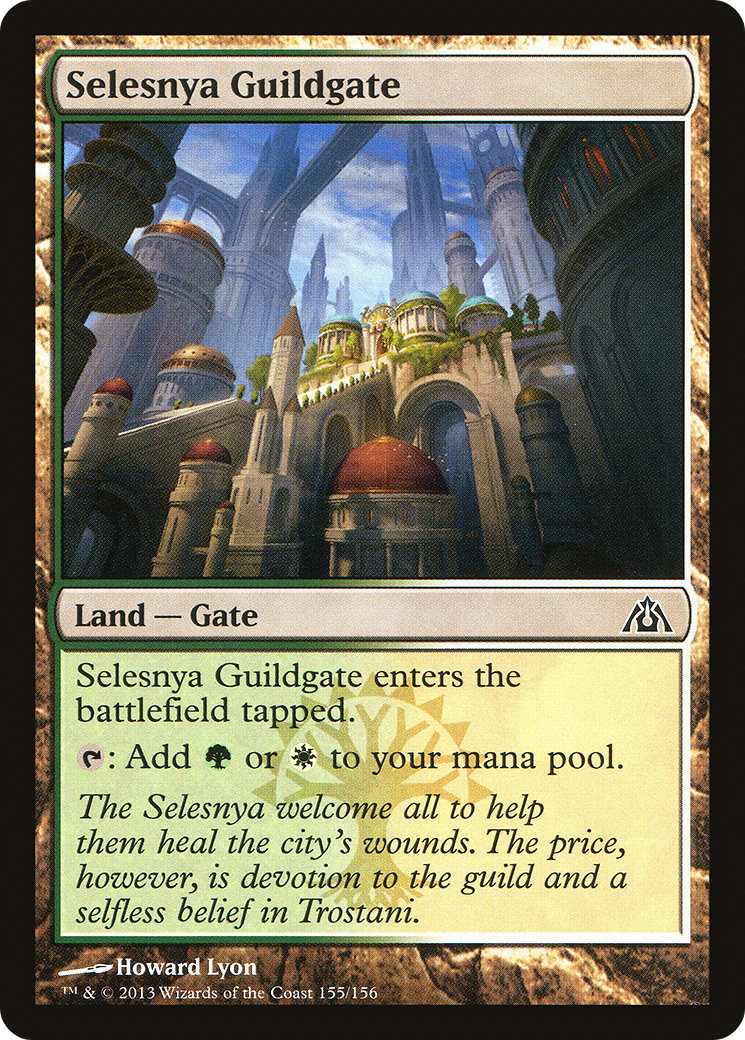 Selesnya Guildgate
Land — Gate
Selesnya Guildgate enters the
battlefield tapped.
: Add or to your mana pool.
The Selesnya welcome all to help
them heal the city's wounds. The price,
however, is devotion to the guild and a
selfless belief in Trostani.
Howard Lyon
™ & © 2013 Wizards of the Coast 155/156